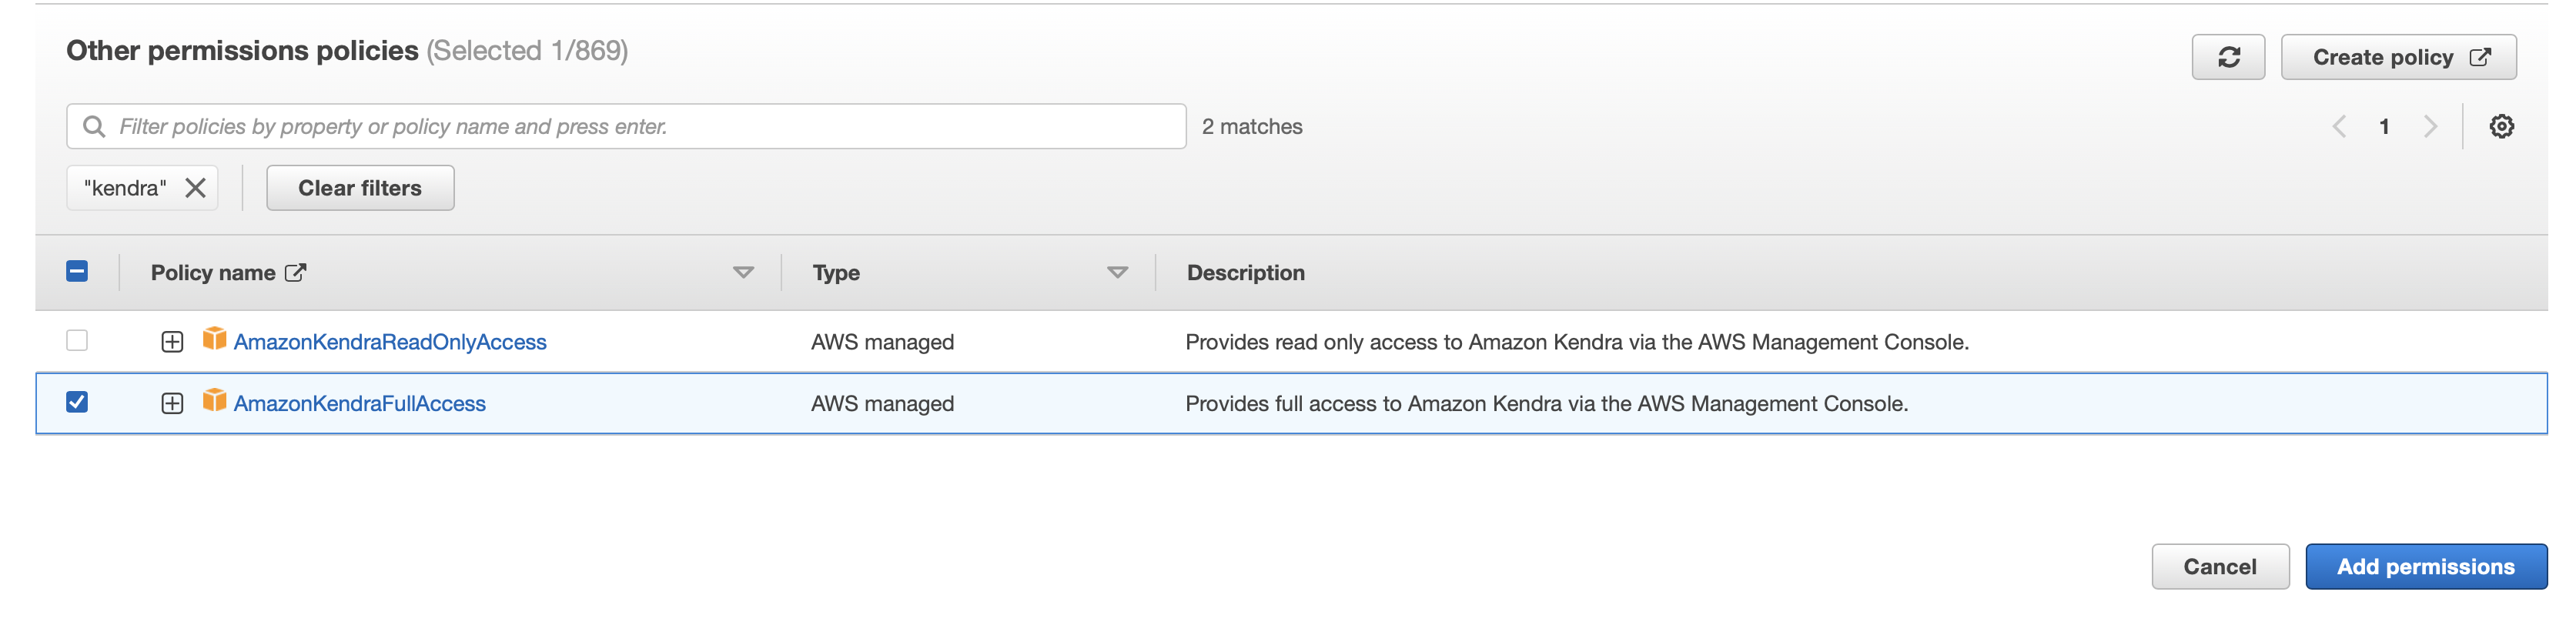 Other permissions policies (Selected 1/869)
Create policy
Filter policies by property or policy name and press enter.
2 matches
1
"kendra"
Clear filters
Policy name
Type
Description
AmazonKendraReadOnlyAccess
AWS managed
Provides read only access to Amazon Kendra via the AWS Management Console.
AmazonKendraFullAccess
AWS managed
Provides full access to Amazon Kendra via the AWS Management Console.
Cancel
Add permissions